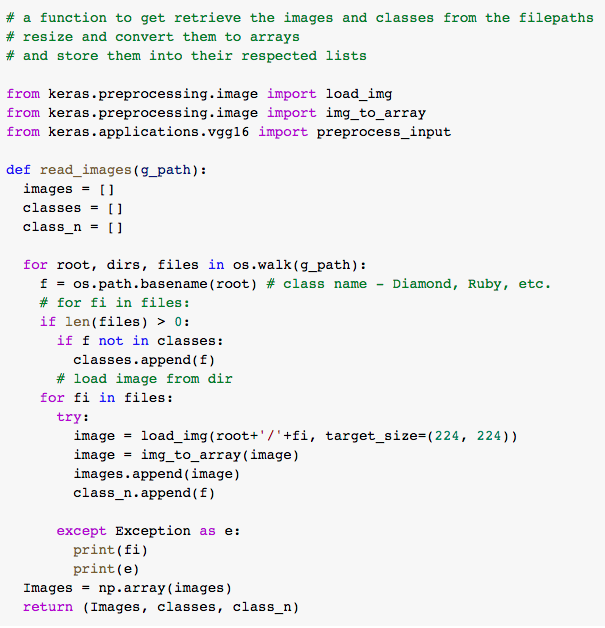 # a function to get retrieve the images and classes from the filepaths
# resize and convert them to arrays
# and store them into their respected lists

from keras.preprocessing.image import load_img
from keras.preprocessing.image import img_to_array
from keras.applications.vgg16 import preprocess_input

def read_images(g_path):
  images = []
  classes = []
  class_n = []

  for root, dirs, files in os.walk(g_path):
    f = os.path.basename(root) # class name - Diamond, Ruby, etc.
    # for fi in files:
    if len(files) > 0:
      if f not in classes:
        classes.append(f)
      # load image from dir
    for fi in files:
      try:
        image = load_img(root+'/'+fi, target_size=(224, 224))
        image = img_to_array(image)
        images.append(image)
        class_n.append(f)

      except Exception as e:
        print(fi)
        print(e)
  Images = np.array(images)
  return (Images, classes, class_n)